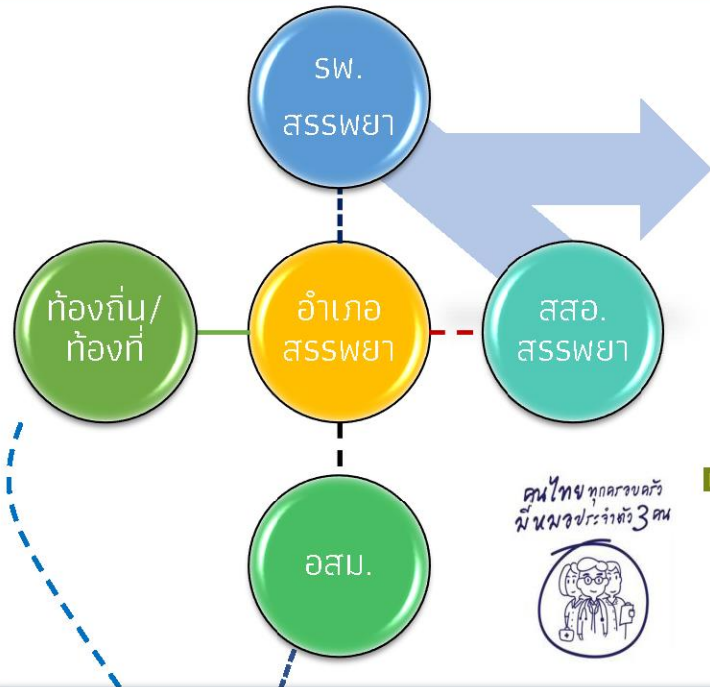 รพ.
สรรพยา
ท้องถิ่น/
ท้องที่
อำเภอ
สรรพยา
สสอ.
สรรพยา
อสม.
คนไทยทุกครอบครัว
มีหมอประจำตัว 3 คน